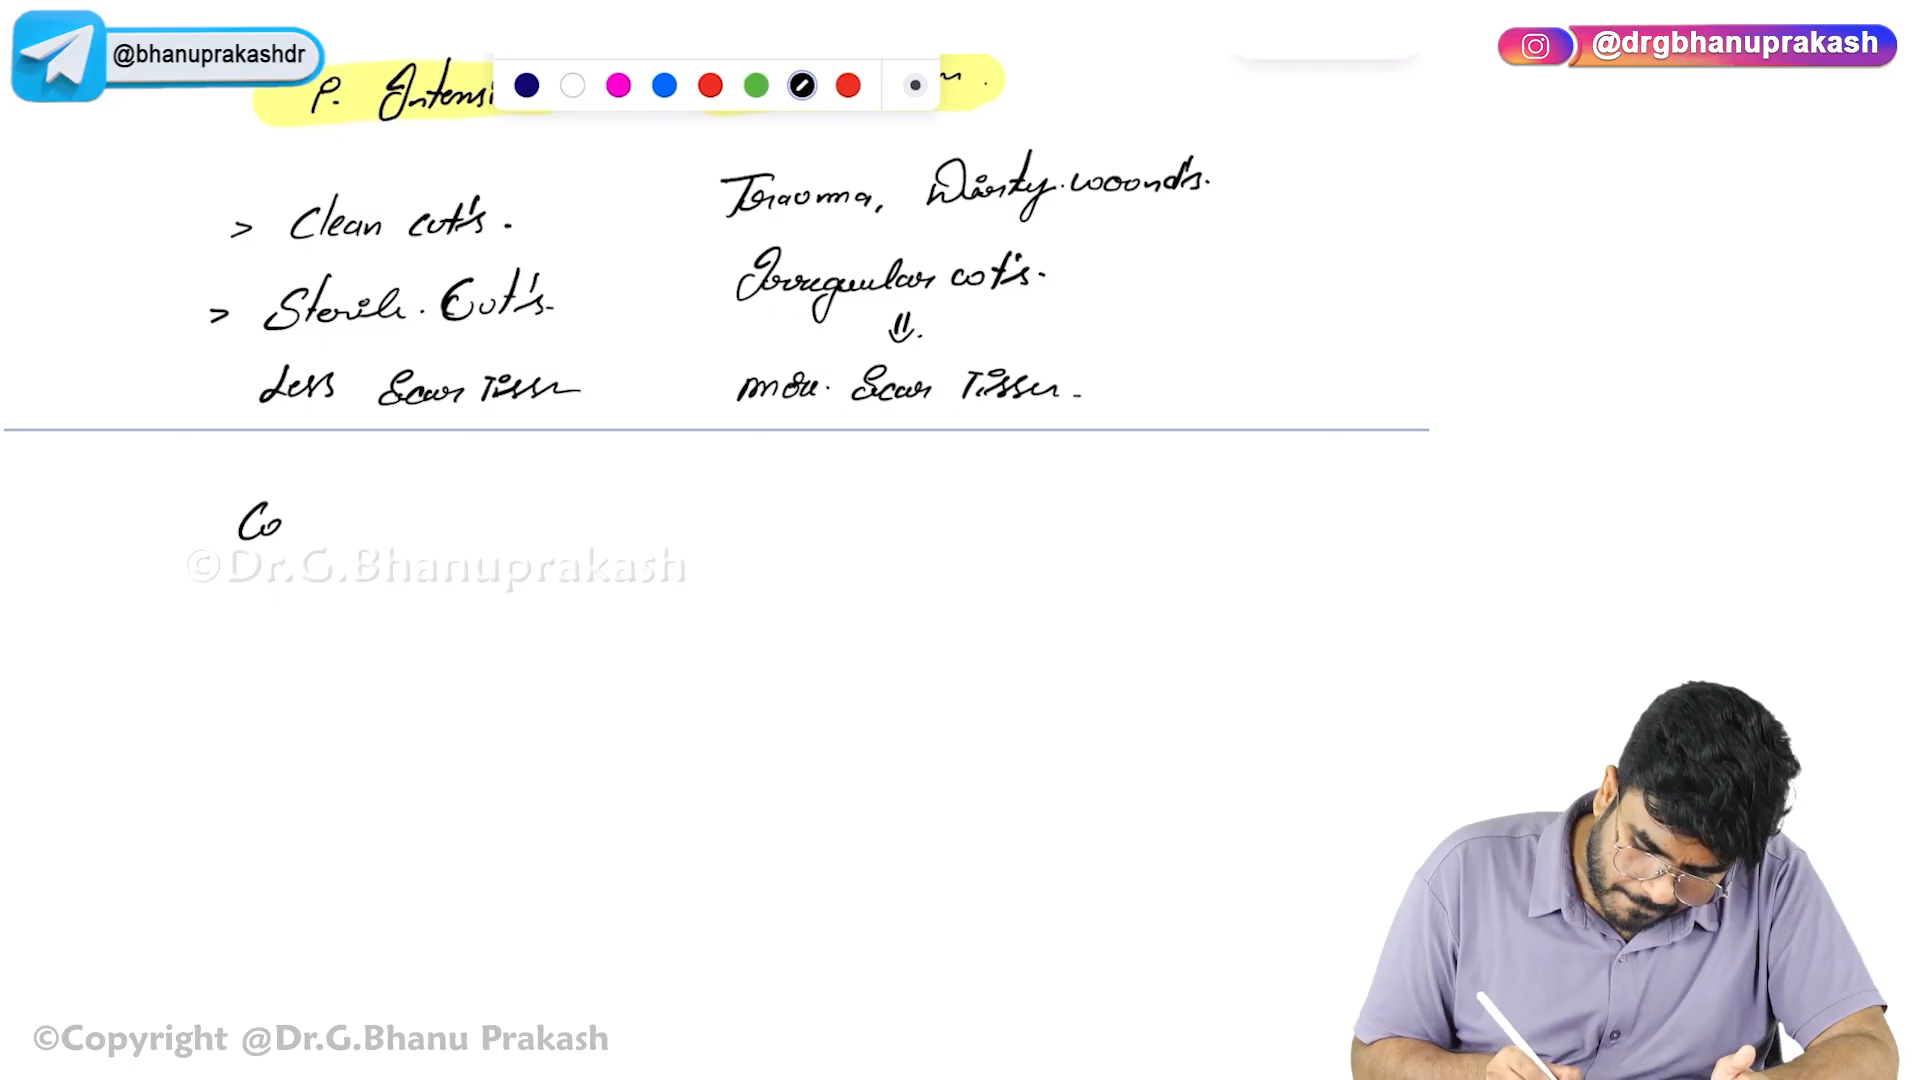 @bhanuprakashdr
@drgbhanuprakash
P. Intensi
Trauma, Dirty wounds.
> Clean cut's.
Irregular cut's.
> Sterile. Cut's.
⇓.
Less Scar Tissue
more. Scar Tissue.
Co
©Dr.G.Bhanuprakash
©Copyright @Dr.G.Bhanu Prakash